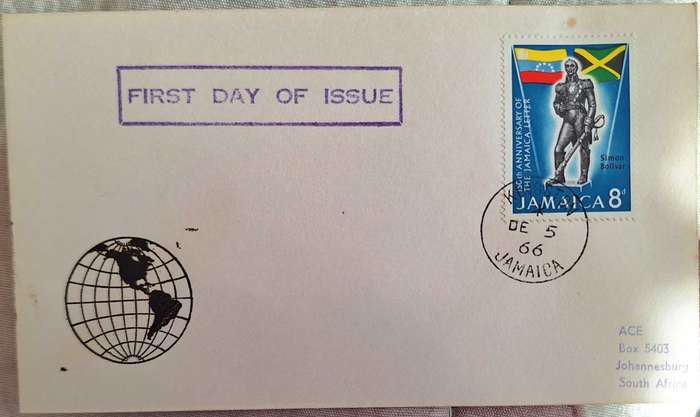 FIRST DAY OF ISSUE
150th ANNIVERSARY OF
THE JAMAICA LETTER
Simon
Bolivar
JAMAICA 8d
DE 5
66
JAMAICA
ACE
Box 5403
Johannesburg
South Africa